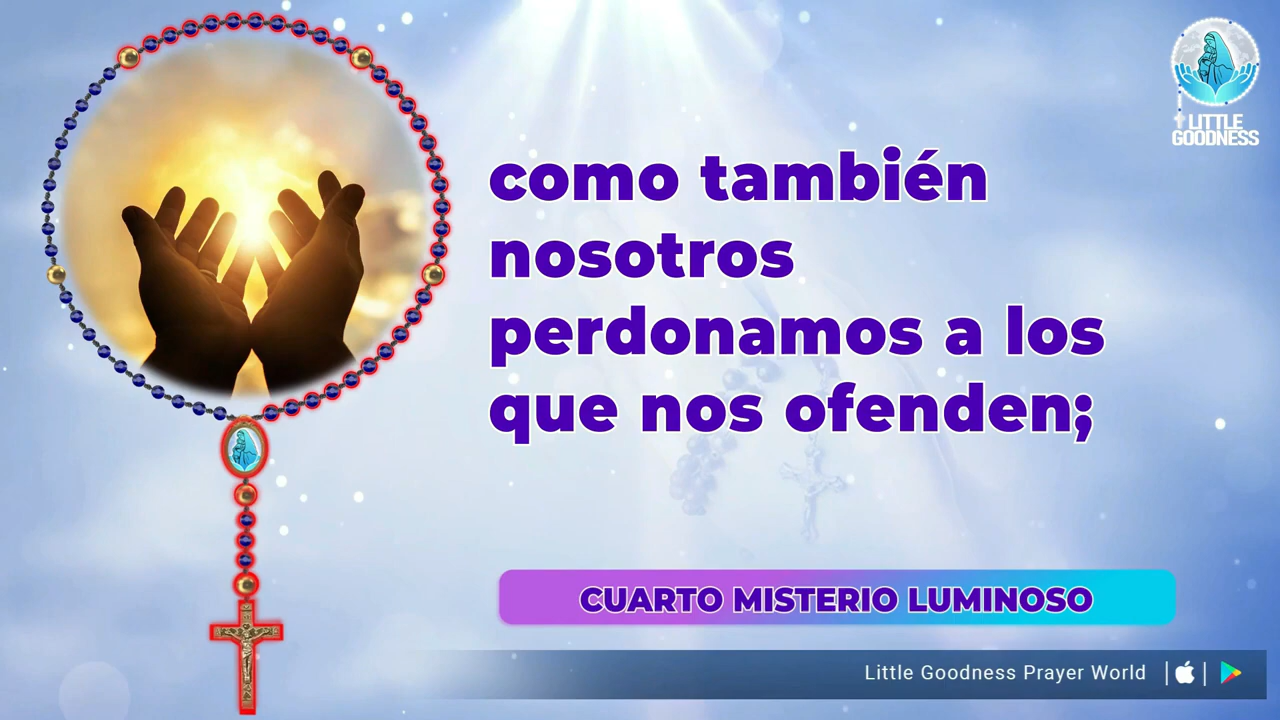 LITTLE
GOODNESS
como también
nosotros
perdonamos a los
que nos ofenden;
CUARTO MISTERIO LUMINOSO
Little Goodness Prayer World